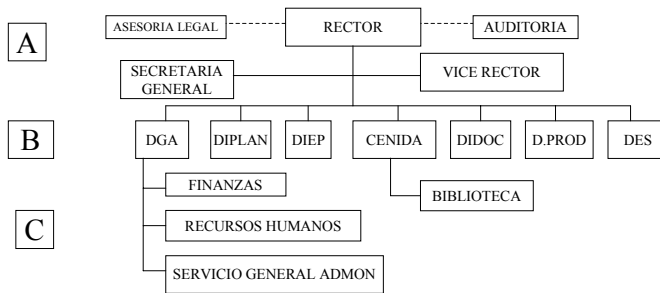 ASESORIA LEGAL
RECTOR
AUDITORIA
A
SECRETARIA
GENERAL
VICE RECTOR
B
DGA
DIPLAN
DIEP
CENIDA
DIDOC
D.PROD
DES
FINANZAS
BIBLIOTECA
C
RECURSOS HUMANOS
SERVICIO GENERAL ADMON